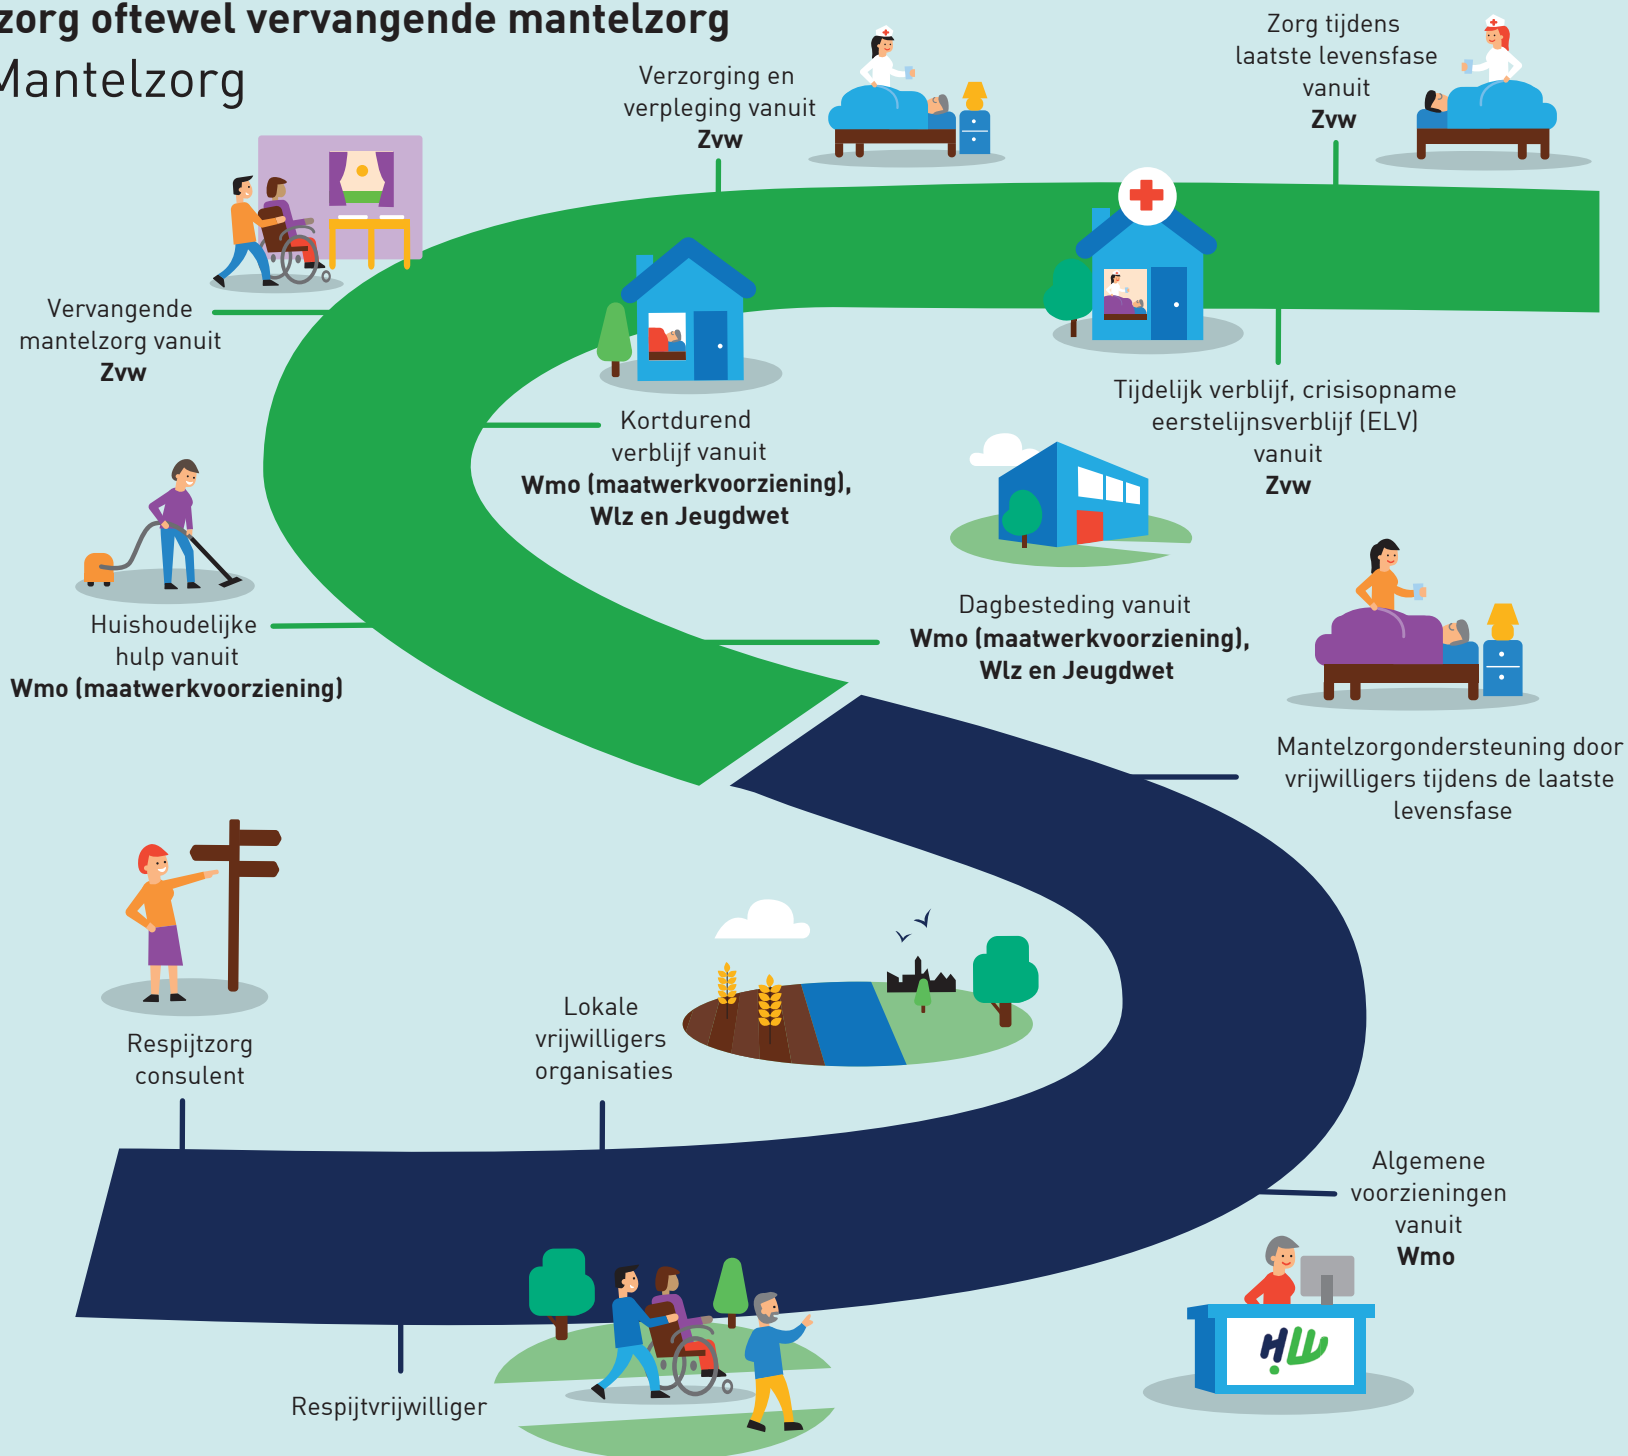 zorg oftewel vervangende mantelzorg
Mantelzorg
Verzorging en
verpleging vanuit
Zvw
Zorg tijdens
laatste levensfase
vanuit
Zvw
Vervangende
mantelzorg vanuit
Zvw
Kortdurend
verblijf vanuit
Wmo (maatwerkvoorziening),
Wlz en Jeugdwet
Tijdelijk verblijf, crisisopname
eerstelijnsverblijf (ELV)
vanuit
Zvw
Huishoudelijke
hulp vanuit
Wmo (maatwerkvoorziening)
Dagbesteding vanuit
Wmo (maatwerkvoorziening),
Wlz en Jeugdwet
Mantelzorgondersteuning door
vrijwilligers tijdens de laatste
levensfase
Respijtzorg
consulent
Lokale
vrijwilligers
organisaties
Algemene
voorzieningen
vanuit
Wmo
Respijtvrijwilliger